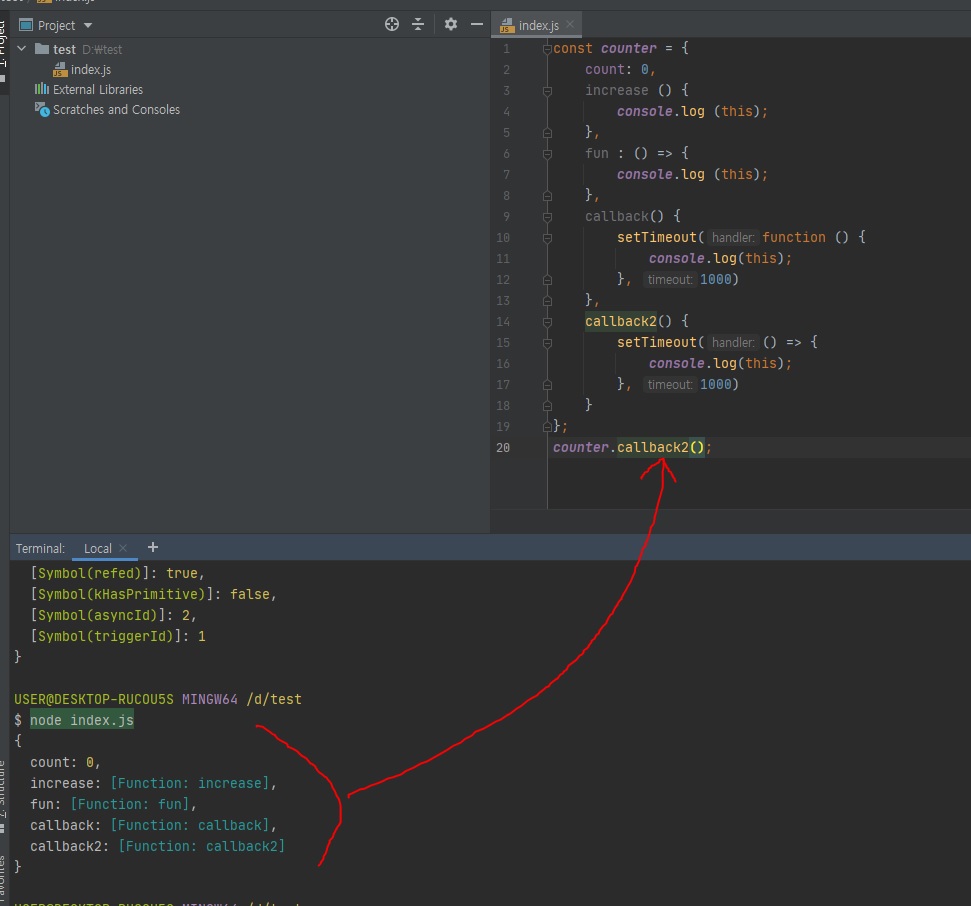 Project
index.js
test D:₩test
index.js
External Libraries
Scratches and Consoles
1 const counter = {
2 count: 0,
3 increase () {
4 console.log (this);
5 },
6 fun : () => {
7 console.log (this);
8 },
9 callback() {
10 setTimeout( handler: function () {
11 console.log(this);
12 }, timeout: 1000)
13 },
14 callback2() {
15 setTimeout( handler: () => {
16 console.log(this);
17 }, timeout: 1000)
18 }
19 };
20 counter.callback2();
Terminal: Local
[Symbol(refed)]: true,
[Symbol(kHasPrimitive)]: false,
[Symbol(asyncId)]: 2,
[Symbol(triggerId)]: 1
}
USER@DESKTOP-RUCOU5S MINGW64 /d/test
$ node index.js
{
count: 0,
increase: [Function: increase],
fun: [Function: fun],
callback: [Function: callback],
callback2: [Function: callback2]
}